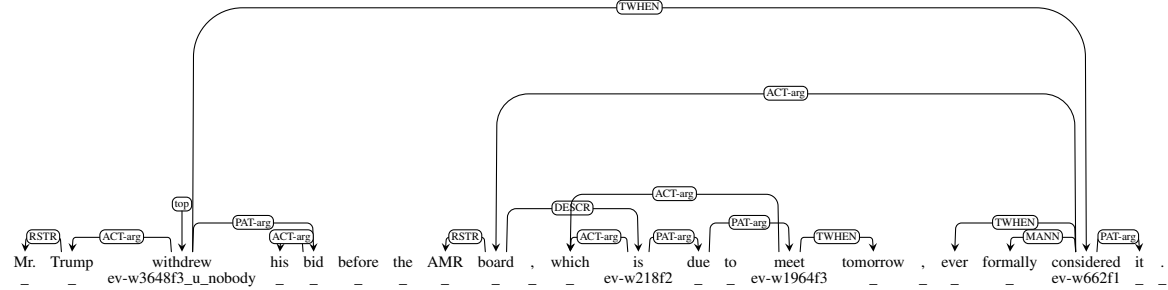 TWHEN
ACT-arg
ACT-arg
top
DESCR
PAT-arg PAT-arg TWHEN
RSTR ACT-arg ACT-arg RSTR ACT-arg PAT-arg TWHEN MANN PAT-arg
Mr. Trump withdrew his bid before the AMR board , which is due to meet tomorrow , ever formally considered it .
_ _ ev-w3648f3_u_nobody _ _ _ _ _ _ _ _ ev-w218f2 _ _ ev-w1964f3 _ _ _ _ ev-w662f1 _ _